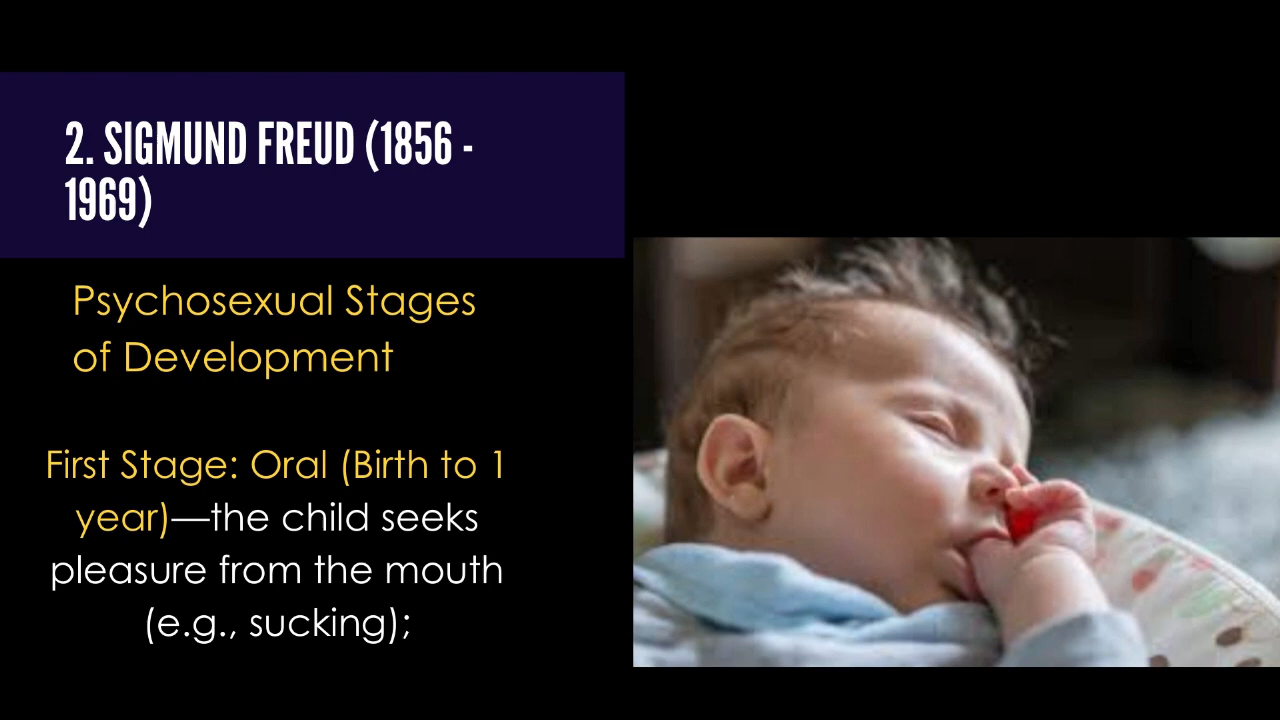 2. SIGMUND FREUD (1856 -
1969)
Psychosexual Stages
of Development
First Stage: Oral (Birth to 1
year)—the child seeks
pleasure from the mouth
(e.g., sucking);